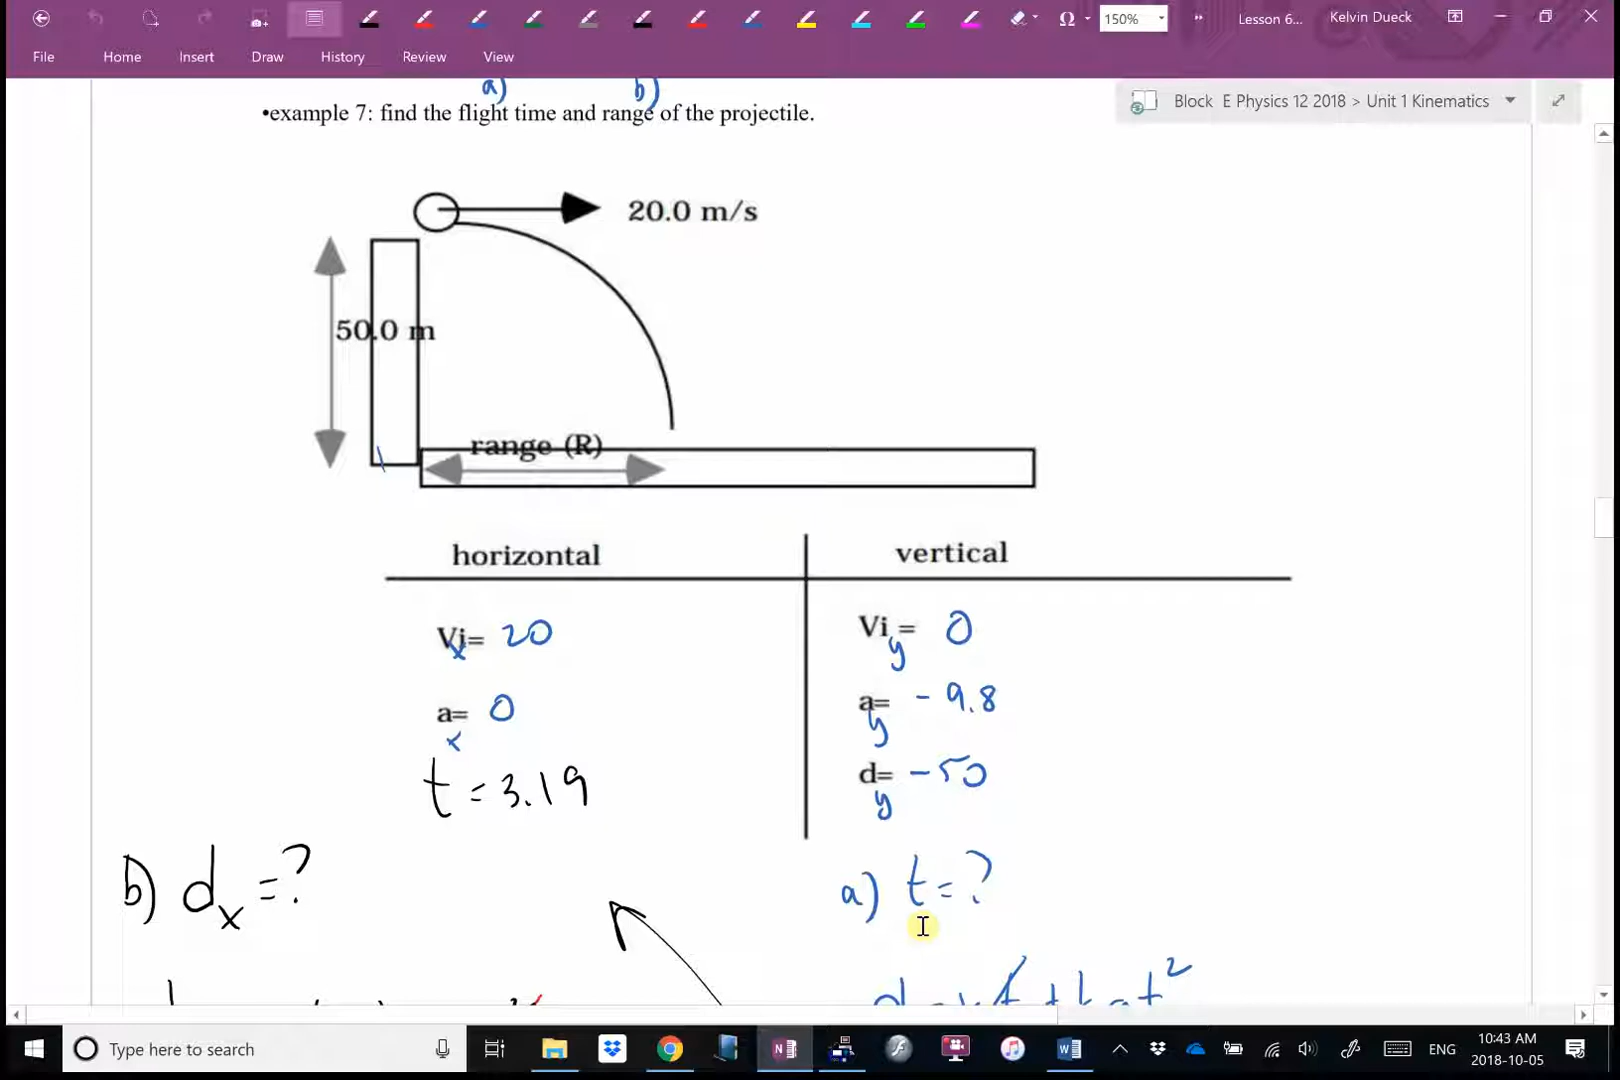 Lesson 6...
Kelvin Dueck
150%
File Home Insert Draw History Review View
Block E Physics 12 2018 > Unit 1 Kinematics
a) b)
•example 7: find the flight time and range of the projectile.
20.0 m/s
50.0 m
range (R)
horizontal vertical
Vix= 20
Viy= 0
ax= 0
ay= -9.8
t = 3.19
dy= -50
b) dx = ?
a) t = ?
Type here to search
ENG
10:43 AM
2018-10-05